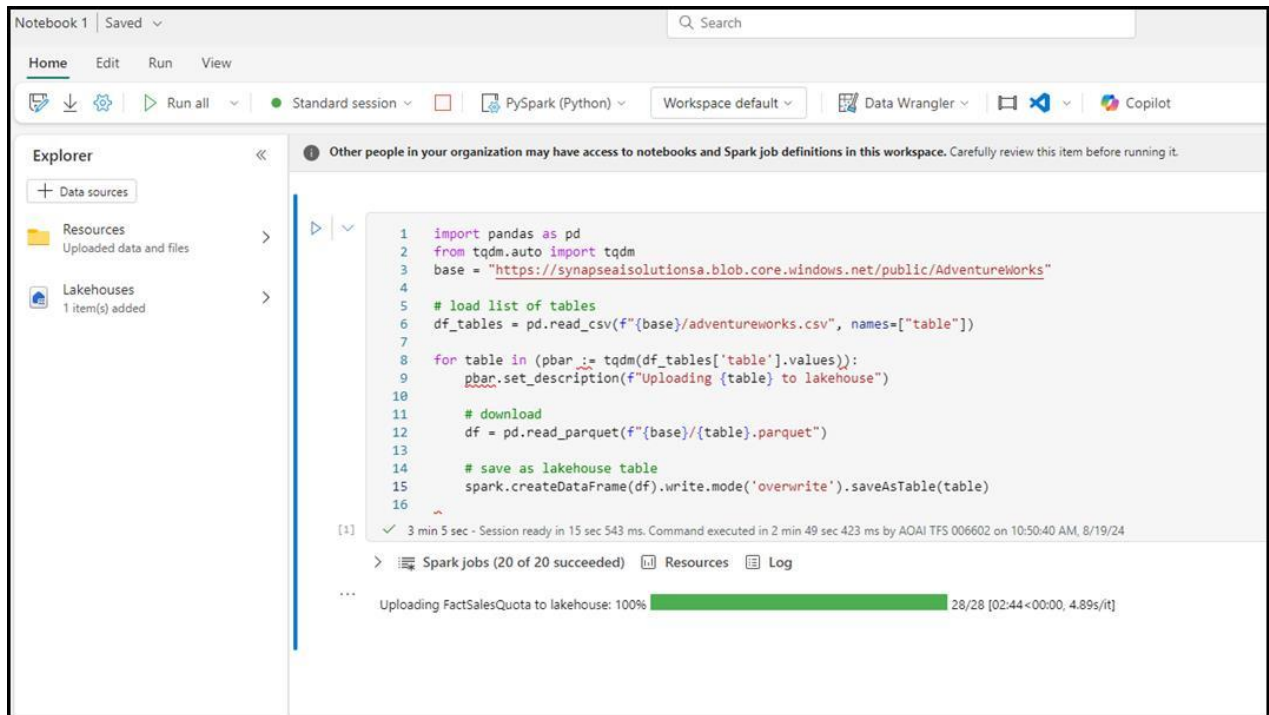 Notebook 1 | Saved
Search
Home Edit Run View
Run all Standard session PySpark (Python) Workspace default Data Wrangler Copilot
Explorer
Other people in your organization may have access to notebooks and Spark job definitions in this workspace. Carefully review this item before running it.
+ Data sources
Resources
Uploaded data and files
Lakehouses
1 item(s) added
1 import pandas as pd
2 from tqdm.auto import tqdm
3 base = "https://synapseaisolutionsa.blob.core.windows.net/public/AdventureWorks"
4
5 # load list of tables
6 df_tables = pd.read_csv(f"{base}/adventureworks.csv", names=["table"])
7
8 for table in (pbar := tqdm(df_tables['table'].values)):
9 pbar.set_description(f"Uploading {table} to lakehouse")
10
11 # download
12 df = pd.read_parquet(f"{base}/{table}.parquet")
13
14 # save as lakehouse table
15 spark.createDataFrame(df).write.mode('overwrite').saveAsTable(table)
16
[1] 3 min 5 sec - Session ready in 15 sec 543 ms. Command executed in 2 min 49 sec 423 ms by AOAI TFS 006602 on 10:50:40 AM, 8/19/24
Spark jobs (20 of 20 succeeded) Resources Log
... Uploading FactSalesQuota to lakehouse: 100% 28/28 [02:44<00:00, 4.89s/it]